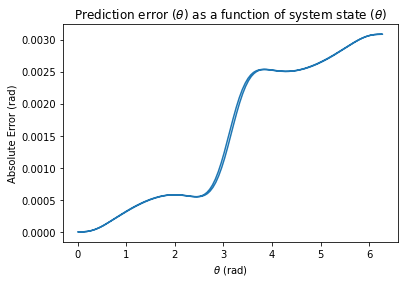 Prediction error (θ) as a function of system state (θ)
Absolute Error (rad)
0.0030
0.0025
0.0020
0.0015
0.0010
0.0005
0.0000
0 1 2 3 4 5 6
θ (rad)